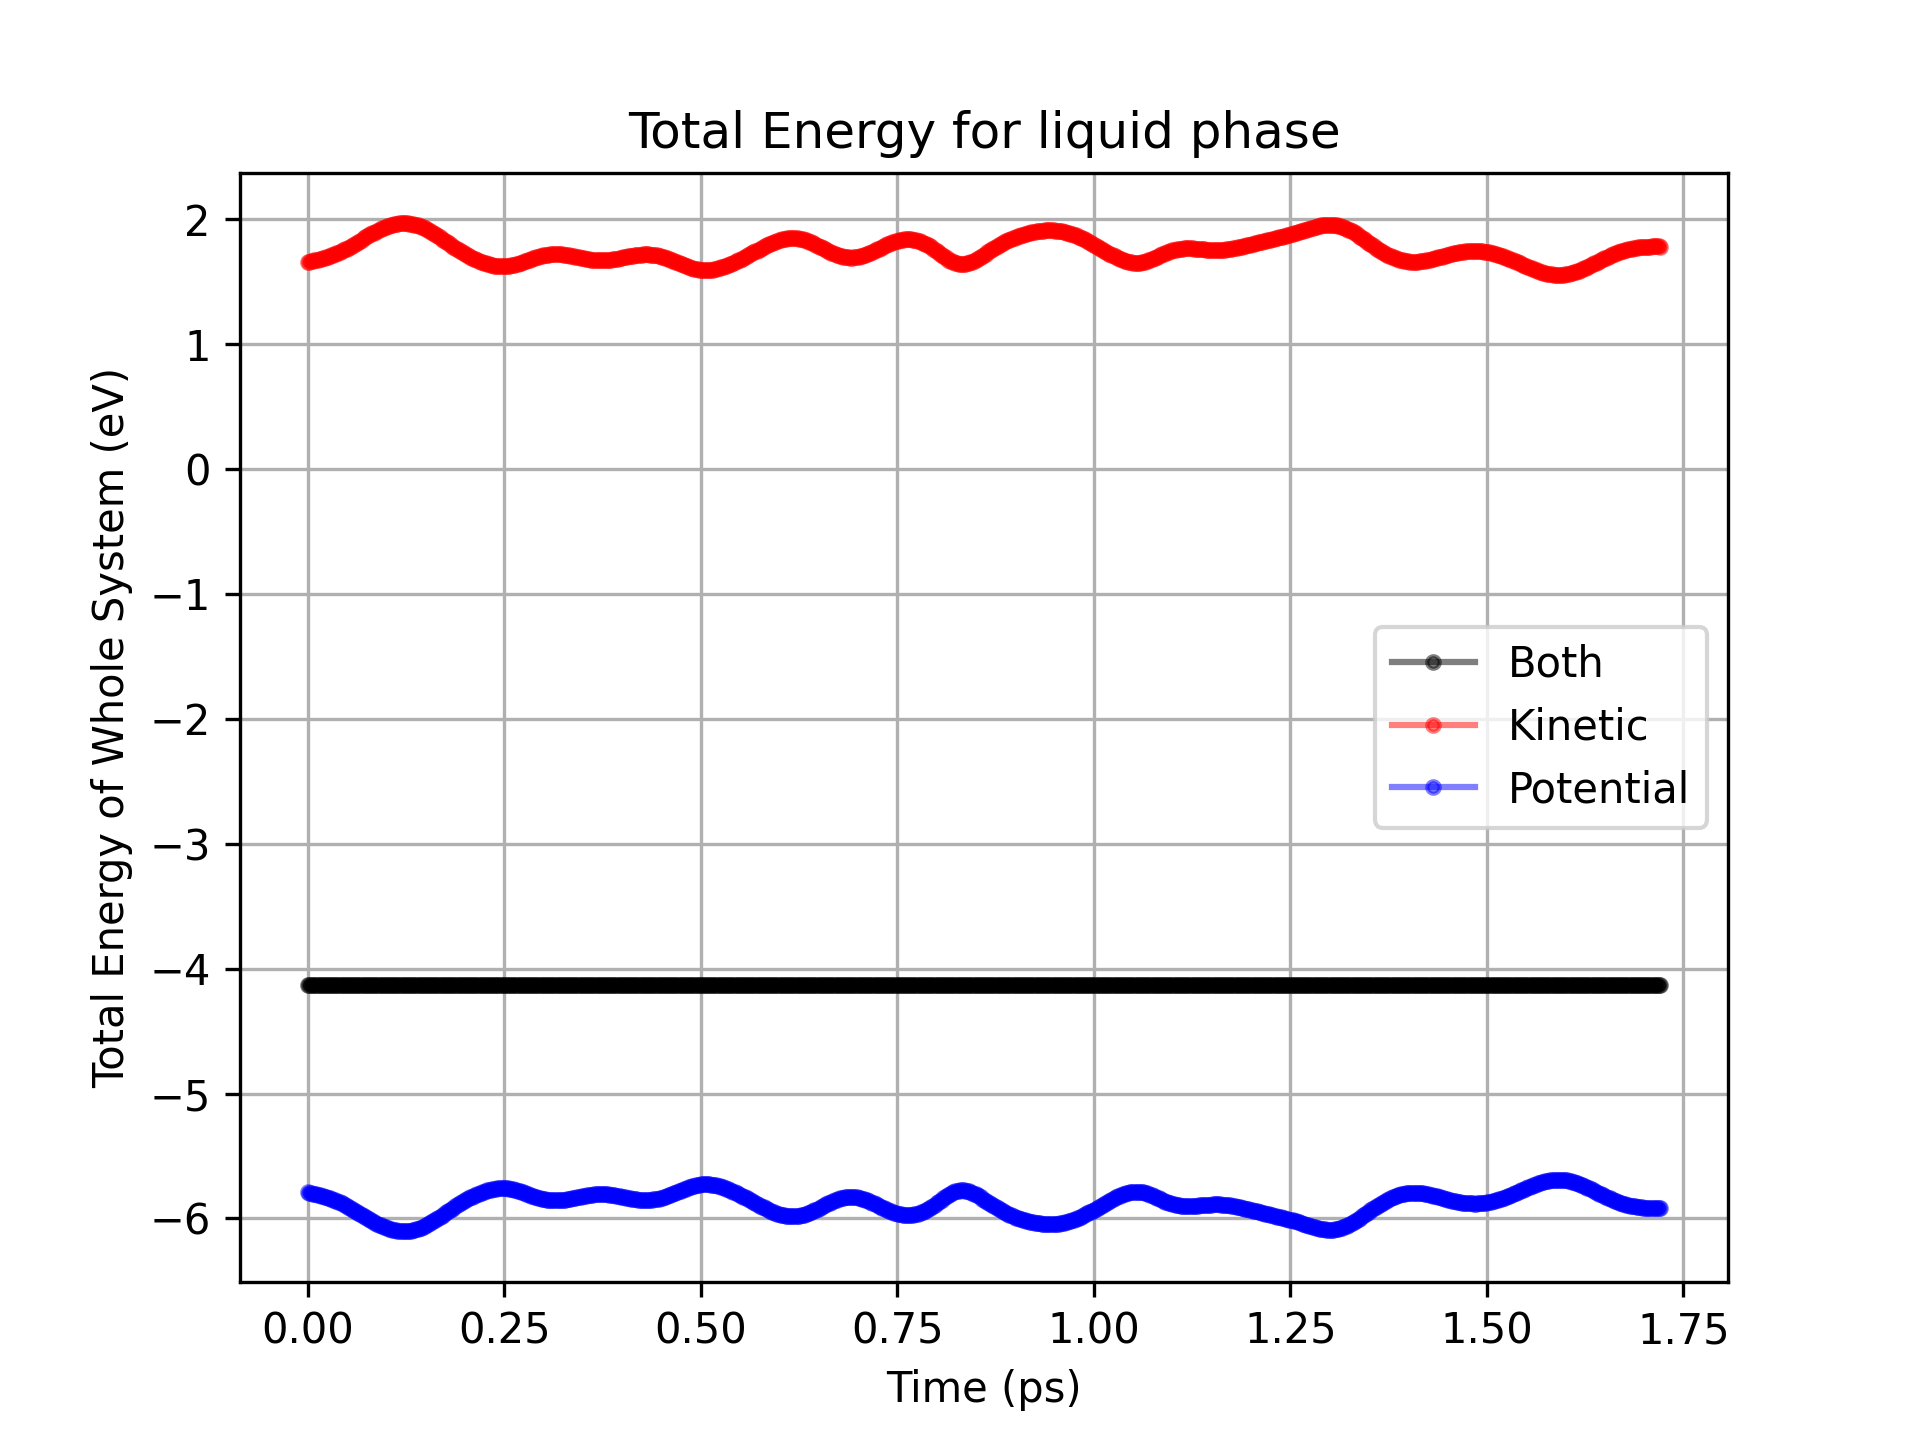 Total Energy for liquid phase
Total Energy of Whole System (eV)
2
1
0
−1
−2
−3
−4
−5
−6
Both
Kinetic
Potential
0.00 0.25 0.50 0.75 1.00 1.25 1.50 1.75
Time (ps)